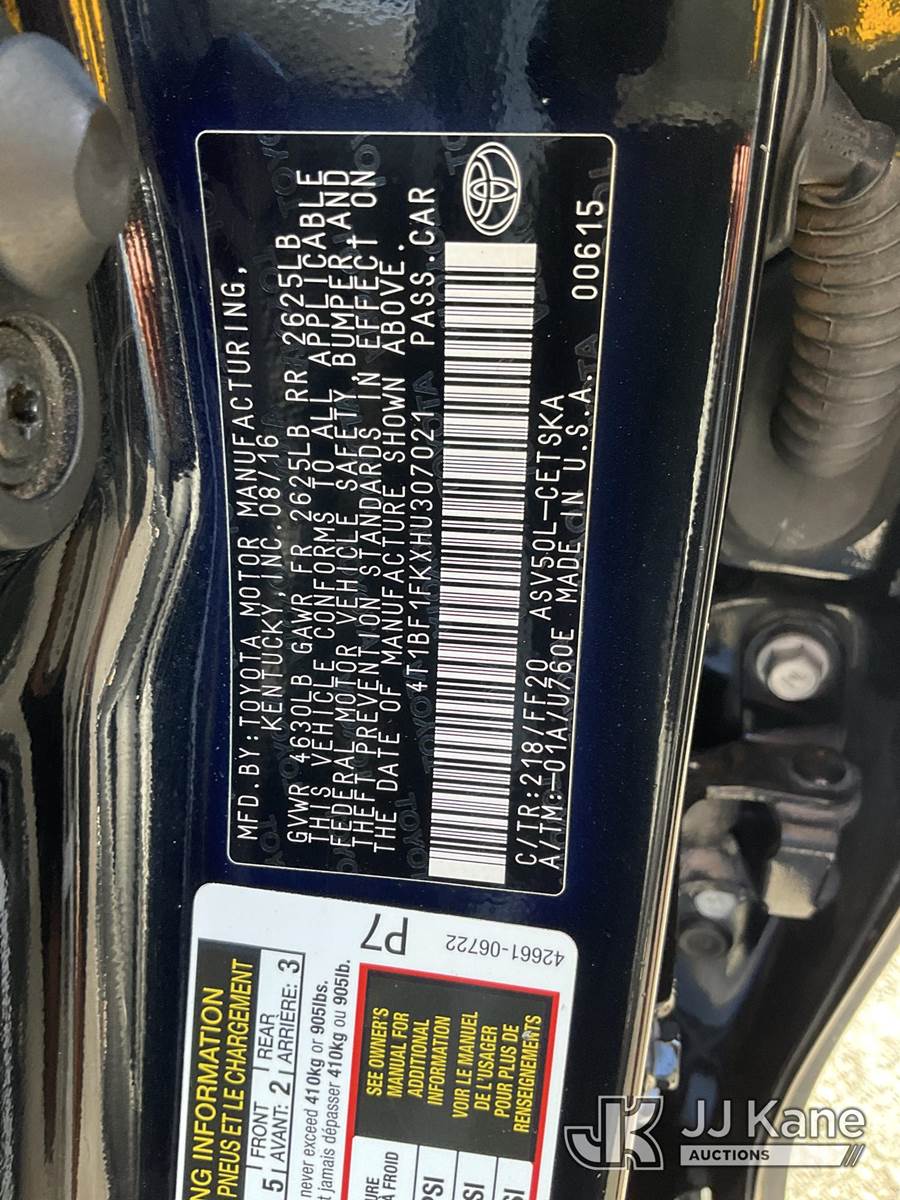 MFD.BY:TOYOTA MOTOR MANUFACTURING,
KENTUCKY,INC.08/16
GVWR 4630LB GAWR FR 2625LB RR 2625LB
THIS VEHICLE CONFORMS TO ALL APPLICABLE
FEDERAL MOTOR VEHICLE SAFETY,BUMPER,AND
THEFT PREVENTION STANDARDS IN EFFECT ON
THE DATE OF MANUFACTURE SHOWN ABOVE.
4T1BF1FKXHU307021 PASS.CAR
C/TR:218/FF20 ASV50L-CETSKA
A/TM:-01A/U760E MADE IN U.S.A. 00615
P7
42661-06722
INFORMATION
PNEUS ET LE CHARGEMENT
5 FRONT REAR
5 AVANT: 2 ARRIERE: 3
never exceed 410kg or 905lbs.
jamais dépasser 410kg ou 905lb.
SEE OWNER'S
MANUAL FOR
ADDITIONAL
INFORMATION
VOIR LE MANUEL
DE L'USAGER
POUR PLUS DE
RENSEIGNEMENTS
À FROID
JK JJ Kane
AUCTIONS